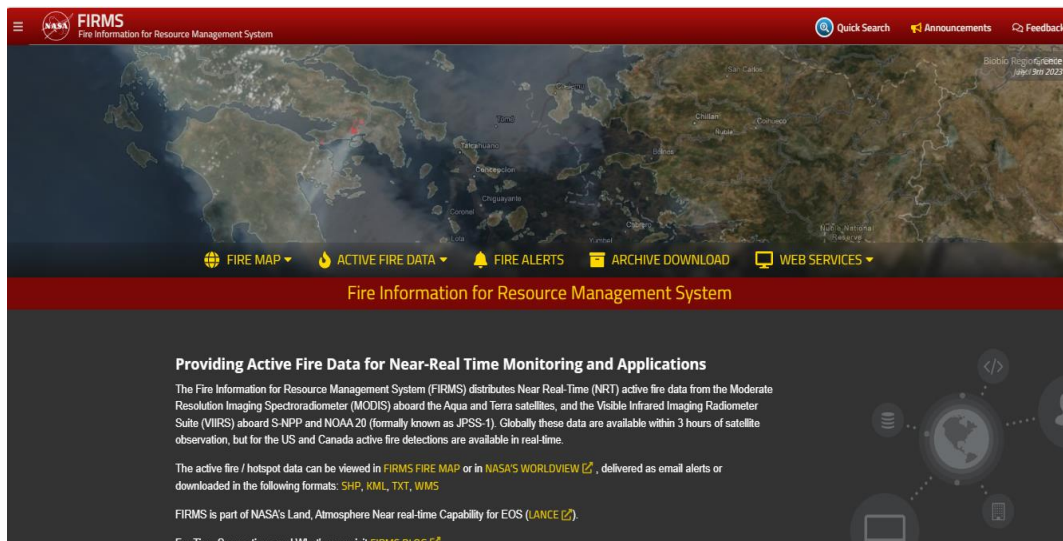 NASA
FIRMS
Fire Information for Resource Management System
Quick Search
Announcements
Feedback
San Carlos
Biobio Region
Chillan
Coihueco
Ñuble
Tomé
Talcahuano
Concepcion
Chiguayante
Coronel
Lota
Yumbel
Cabrero
Reserve
FIRE MAP
ACTIVE FIRE DATA
FIRE ALERTS
ARCHIVE DOWNLOAD
WEB SERVICES
Fire Information for Resource Management System
Providing Active Fire Data for Near-Real Time Monitoring and Applications
The Fire Information for Resource Management System (FIRMS) distributes Near Real-Time (NRT) active fire data from the Moderate
Resolution Imaging Spectroradiometer (MODIS) aboard the Aqua and Terra satellites, and the Visible Infrared Imaging Radiometer
Suite (VIIRS) aboard S-NPP and NOAA 20 (formally known as JPSS-1). Globally these data are available within 3 hours of satellite
observation, but for the US and Canada active fire detections are available in real-time.
The active fire / hotspot data can be viewed in FIRMS FIRE MAP or in NASA'S WORLDVIEW , delivered as email alerts or
downloaded in the following formats: SHP, KML, TXT, WMS
FIRMS is part of NASA's Land, Atmosphere Near real-time Capability for EOS (LANCE ).